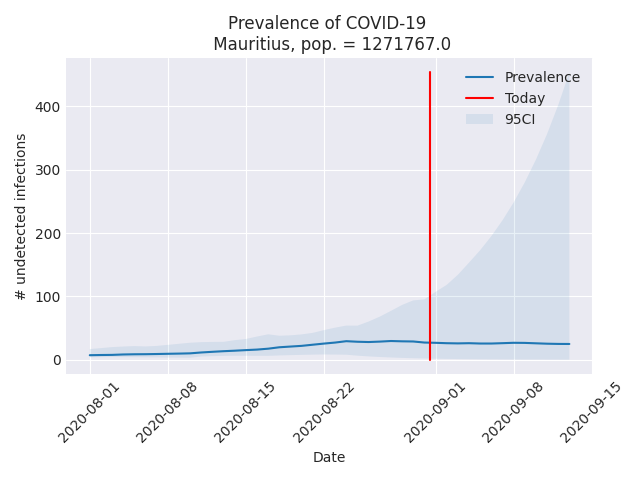 Prevalence of COVID-19
Mauritius, pop. = 1271767.0
Prevalence
Today
95CI
400
300
200
100
0
# undetected infections
2020-08-01
2020-08-08
2020-08-15
2020-08-22
2020-09-01
2020-09-08
2020-09-15
Date